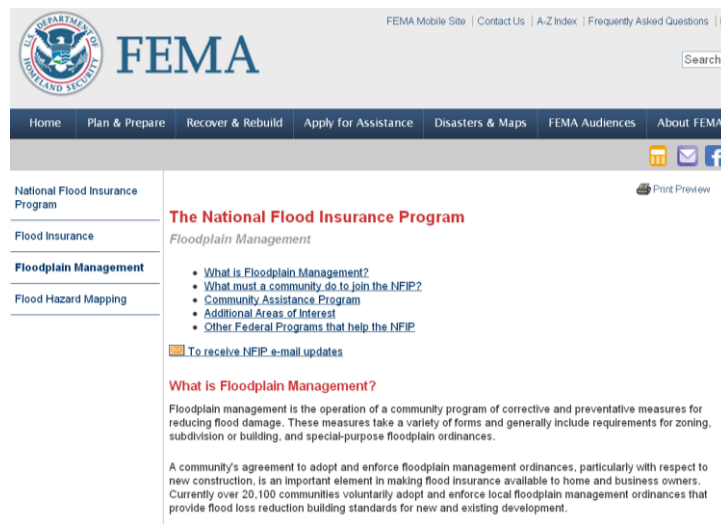 FEMA Mobile Site | Contact Us | A-Z Index | Frequently Asked Questions |
U.S. DEPARTMENT OF HOMELAND SECURITY
FEMA
Search
Home Plan & Prepare Recover & Rebuild Apply for Assistance Disasters & Maps FEMA Audiences About FEMA
Print Preview
National Flood Insurance
Program
Flood Insurance
Floodplain Management
Flood Hazard Mapping
The National Flood Insurance Program
Floodplain Management
• What is Floodplain Management?
• What must a community do to join the NFIP?
• Community Assistance Program
• Additional Areas of Interest
• Other Federal Programs that help the NFIP
To receive NFIP e-mail updates
What is Floodplain Management?
Floodplain management is the operation of a community program of corrective and preventative measures for
reducing flood damage. These measures take a variety of forms and generally include requirements for zoning,
subdivision or building, and special-purpose floodplain ordinances.
A community's agreement to adopt and enforce floodplain management ordinances, particularly with respect to
new construction, is an important element in making flood insurance available to home and business owners.
Currently over 20,100 communities voluntarily adopt and enforce local floodplain management ordinances that
provide flood loss reduction building standards for new and existing development.